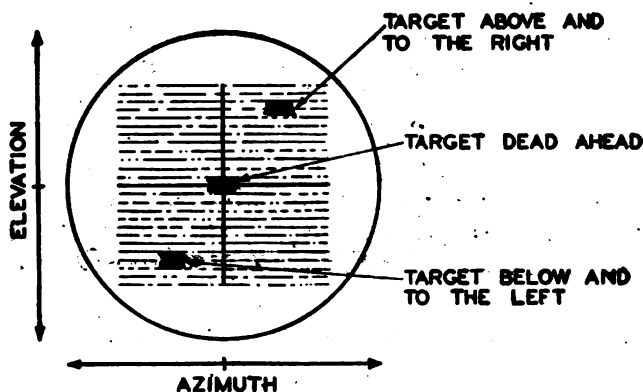 TARGET ABOVE AND
TO THE RIGHT
TARGET DEAD AHEAD
ELEVATION
TARGET BELOW AND
TO THE LEFT
AZIMUTH